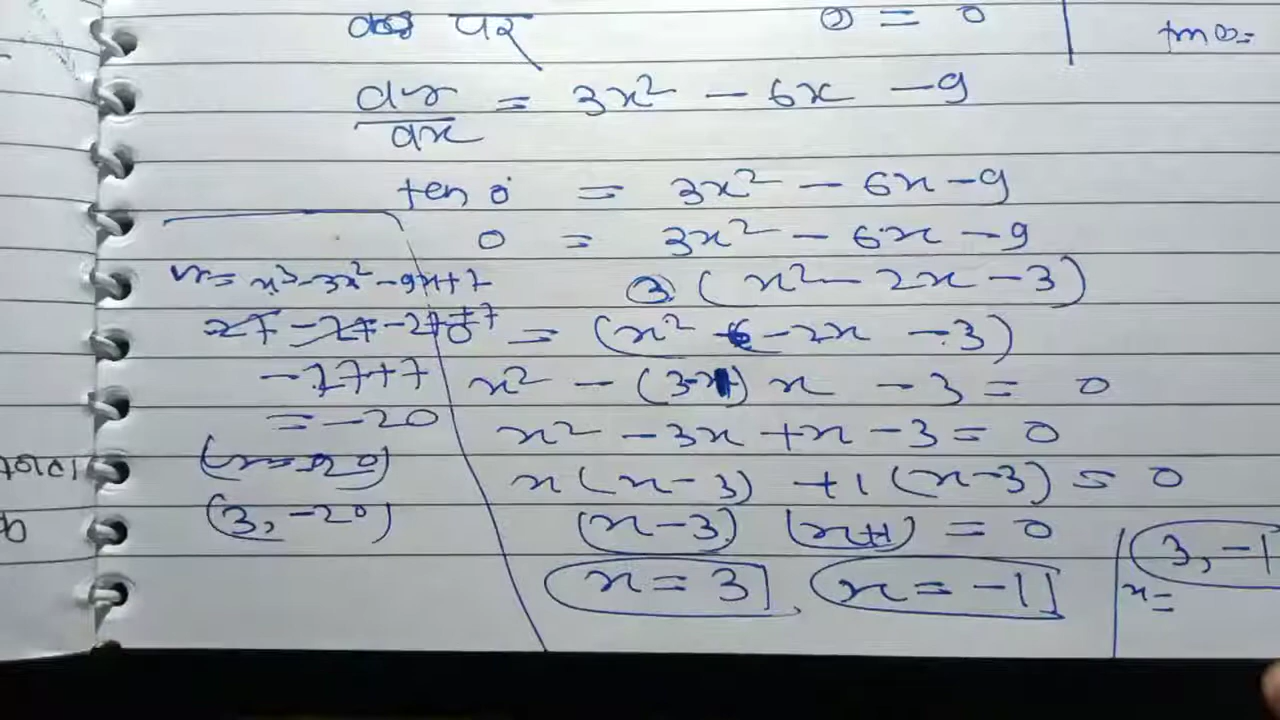 पर θ = 0
tan θ =
dy/dx = 3x² - 6x - 9
ten 0° = 3x² - 6x - 9
0 = 3x² - 6x - 9
3 (x² - 2x - 3)
0 = (x² - 2x - 3)
x² - (3-1) x - 3 = 0
x² - 3x + x - 3 = 0
x (x - 3) + 1 (x - 3) = 0
(x - 3) (x + 1) = 0
x = 3, x = -1
y = x³ - 3x² - 9x + 7
27 - 27 - 27 + 7
- 27 + 7
= - 20
(3, -20)
3, -1
x =